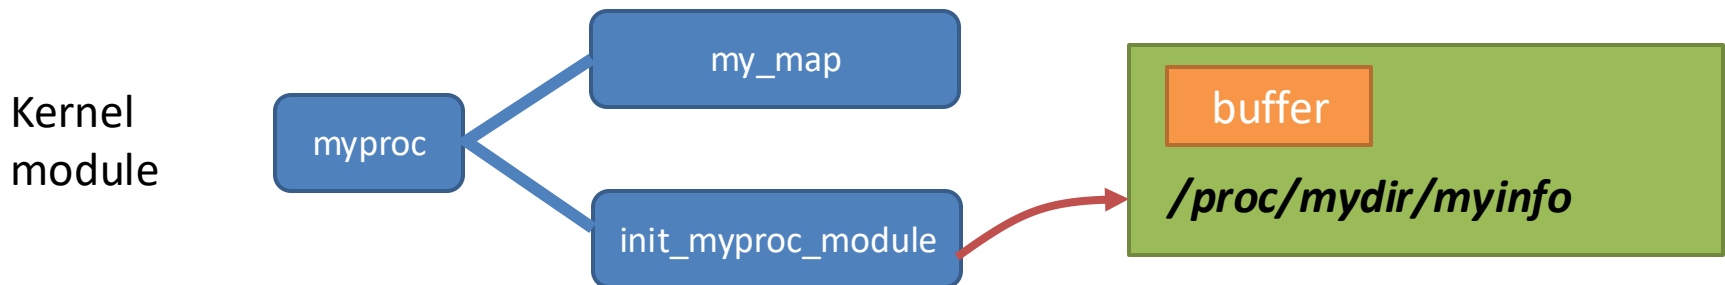 Kernel
module
myproc
my_map
init_myproc_module
buffer
/proc/mydir/myinfo